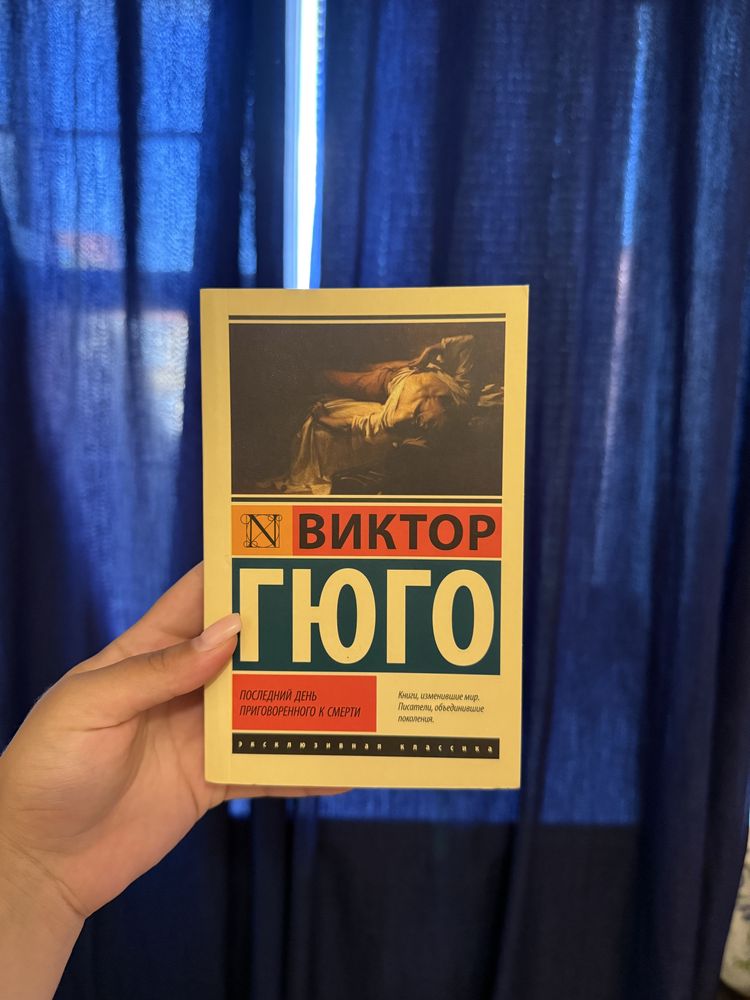 N ВИКТОР
ГЮГО
ПОСЛЕДНИЙ ДЕНЬ
ПРИГОВОРЕННОГО К СМЕРТИ
Книги, изменившие мир.
Писатели, объединившие
поколения.
эксклюзивная классика